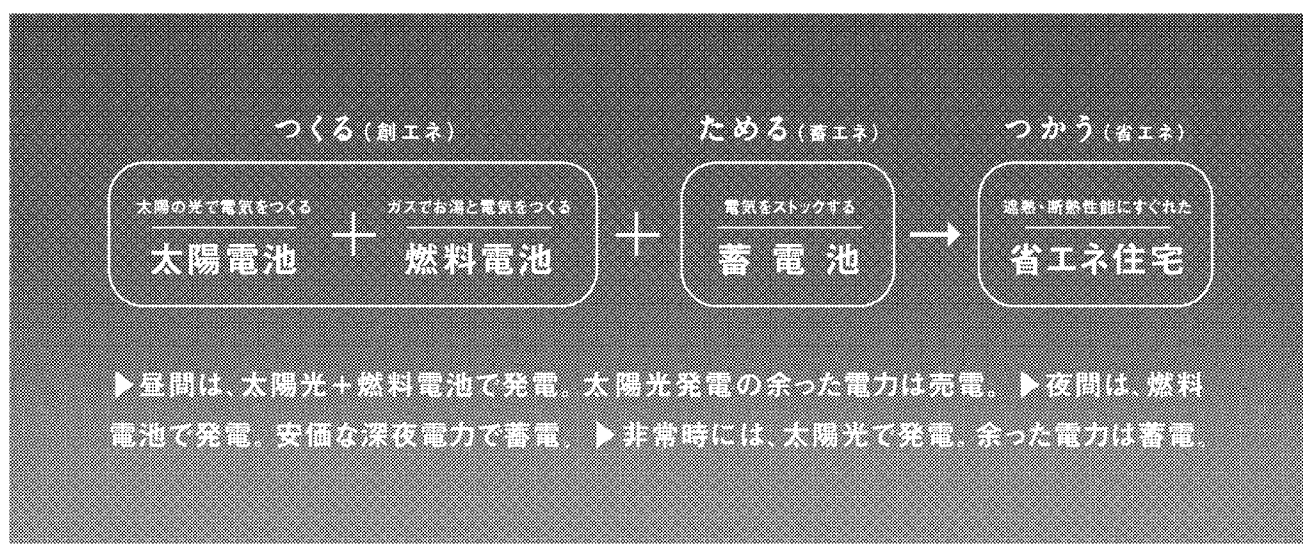 つくる（創エネ）
ためる（蓄エネ）
つかう（省エネ）
太陽の光で電気をつくる
太陽電池
＋
ガスでお湯と電気をつくる
燃料電池
＋
電気をストックする
蓄電池
→
遮熱・断熱性能にすぐれた
省エネ住宅
▶昼間は、太陽光＋燃料電池で発電。太陽光発電の余った電力は売電。▶夜間は、燃料
電池で発電。安価な深夜電力で蓄電。▶非常時には、太陽光で発電。余った電力は蓄電。